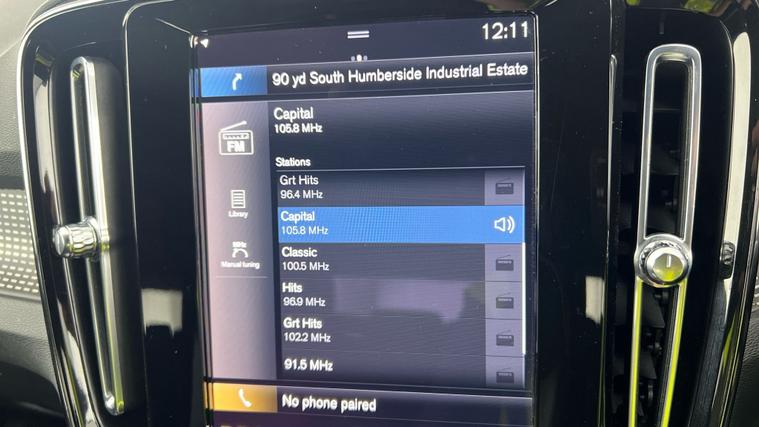 12:11
90 yd South Humberside Industrial Estate
Capital
105.8 MHz
FM
Stations
Grt Hits
96.4 MHz
Library
Capital
105.8 MHz
MHz
Manual tuning
Classic
100.5 MHz
Hits
96.9 MHz
Grt Hits
102.2 MHz
91.5 MHz
No phone paired